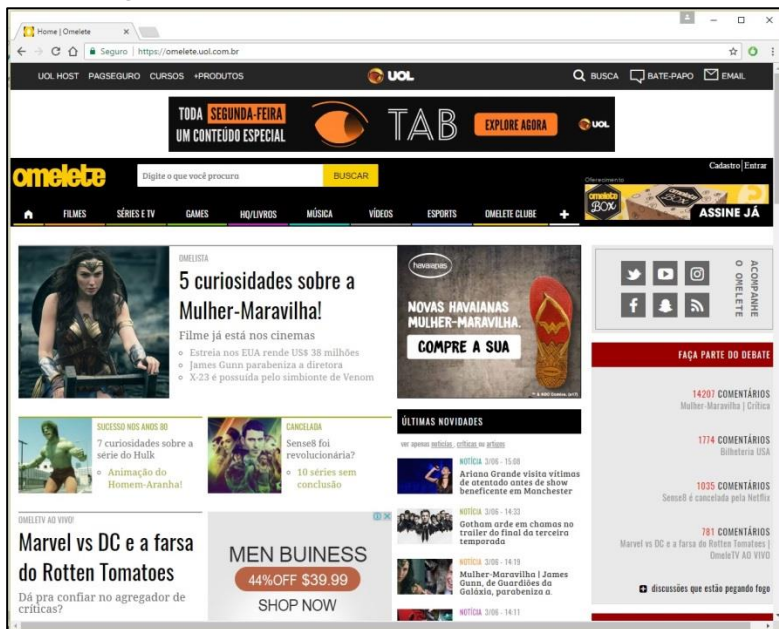 Home | Omelete
Seguro | https://omelete.uol.com.br
UOL HOST PAGSEGURO CURSOS +PRODUTOS
UOL
BUSCA BATE-PAPO EMAIL
TODA SEGUNDA-FEIRA
UM CONTEÚDO ESPECIAL
TAB
EXPLORE AGORA
UOL
Cadastro Entrar
omelete
Digite o que você procura
BUSCAR
Oferecimento
omelete
BOX
ASSINE JÁ
FILMES SÉRIES E TV GAMES HQ/LIVROS MÚSICA VÍDEOS ESPORTS OMELETE CLUBE +
OMELISTA
5 curiosidades sobre a
Mulher-Maravilha!
Filme já está nos cinemas
Estreia nos EUA rende US$ 38 milhões
James Gunn parabeniza a diretora
X-23 é possuída pelo simbionte de Venom
havaianas
NOVAS HAVAIANAS
MULHER-MARAVILHA.
COMPRE A SUA
ACOMPANHE
O OMELETE
FAÇA PARTE DO DEBATE
14207 COMENTÁRIOS
Mulher-Maravilha | Crítica
1774 COMENTÁRIOS
Bilheteria USA
1035 COMENTÁRIOS
Sense8 é cancelada pela Netflix
781 COMENTÁRIOS
Marvel vs DC e a farsa do Rotten Tomatoes |
OmeleTV AO VIVO
discussões que estão pegando fogo
SUCESSO NOS ANOS 80
7 curiosidades sobre a
série do Hulk
Animação do
Homem-Aranha!
CANCELADA
Sense8 foi
revolucionária?
10 séries sem
conclusão
ÚLTIMAS NOVIDADES
ver apenas notícias, críticas ou artigos
NOTÍCIA 3/06 - 15:08
Ariana Grande visita vítimas
de atentado antes de show
beneficente em Manchester
NOTÍCIA 3/06 - 14:33
Gotham arde em chamas no
trailer do final da terceira
temporada
NOTÍCIA 3/06 - 14:19
Mulher-Maravilha | James
Gunn, de Guardiões da
Galáxia, parabeniza a
NOTÍCIA 3/06 - 14:11
OMELETV AO VIVO!
Marvel vs DC e a farsa
do Rotten Tomatoes
Dá pra confiar no agregador de
críticas?
MEN BUINESS
44%OFF $39.99
SHOP NOW